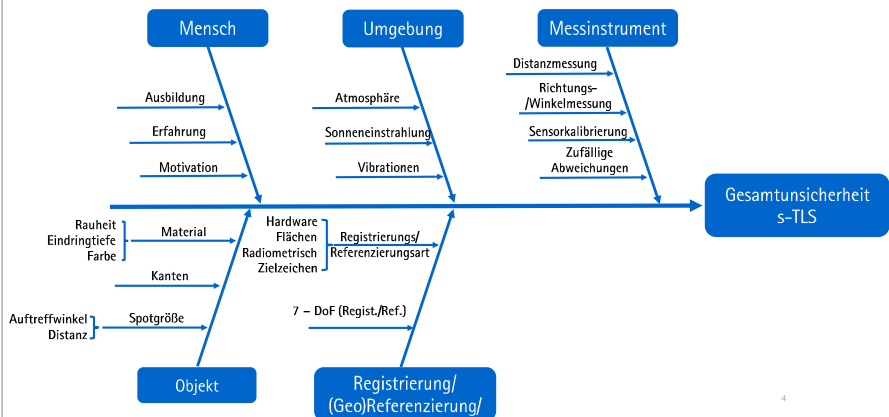 Mensch
Umgebung
Messinstrument
Ausbildung
Erfahrung
Motivation
Atmosphäre
Sonneneinstrahlung
Vibrationen
Distanzmessung
Richtungs-
/Winkelmessung
Sensorkalibrierung
Zufällige
Abweichungen
Gesamtunsicherheit
s-TLS
Rauheit
Eindringtiefe
Farbe
Material
Kanten
Auftreffwinkel
Distanz
Spotgröße
Hardware
Flächen
Radiometrisch
Zielzeichen
Registrierungs/
Referenzierungsart
7 – DoF (Regist./Ref.)
Objekt
Registrierung/
(Geo)Referenzierung/
4